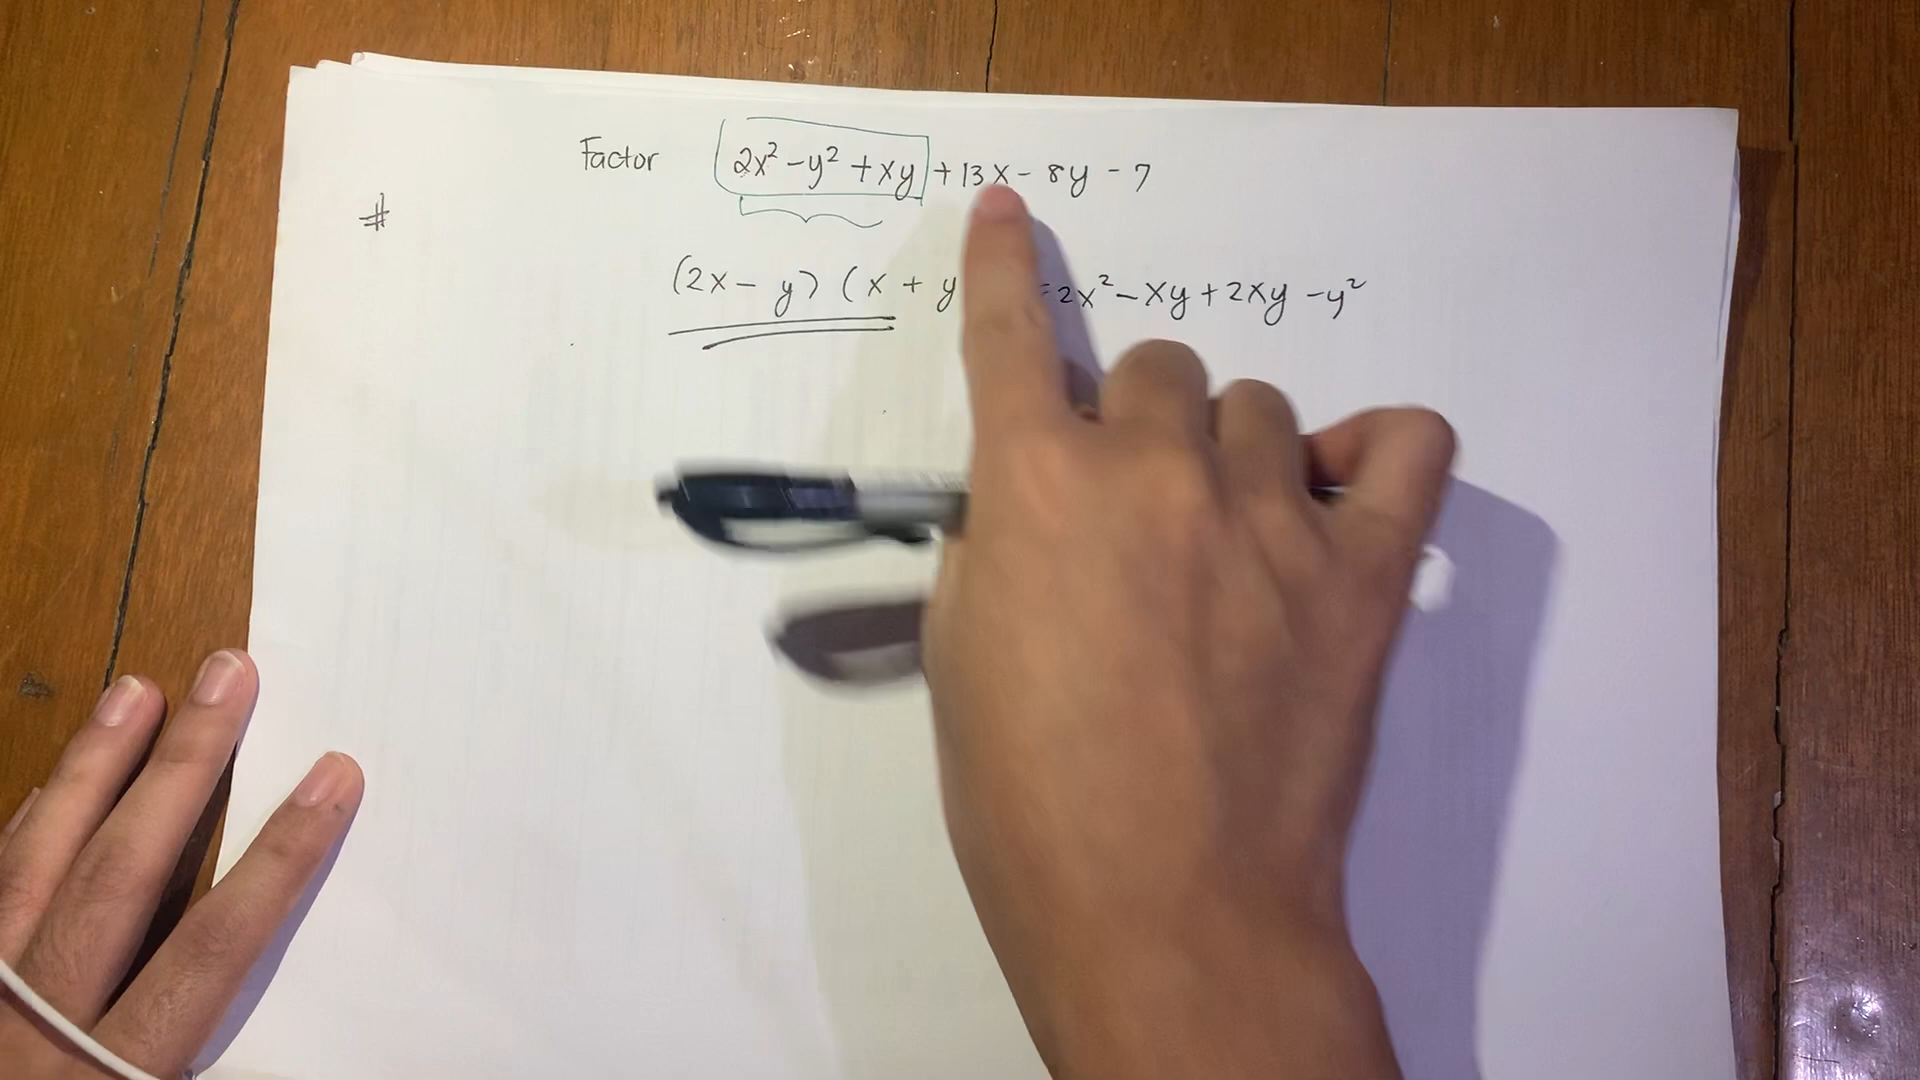 Factor 2x² - y² + xy + 13x - 8y - 7
#
(2x - y) (x + y = 2x² - xy + 2xy - y²